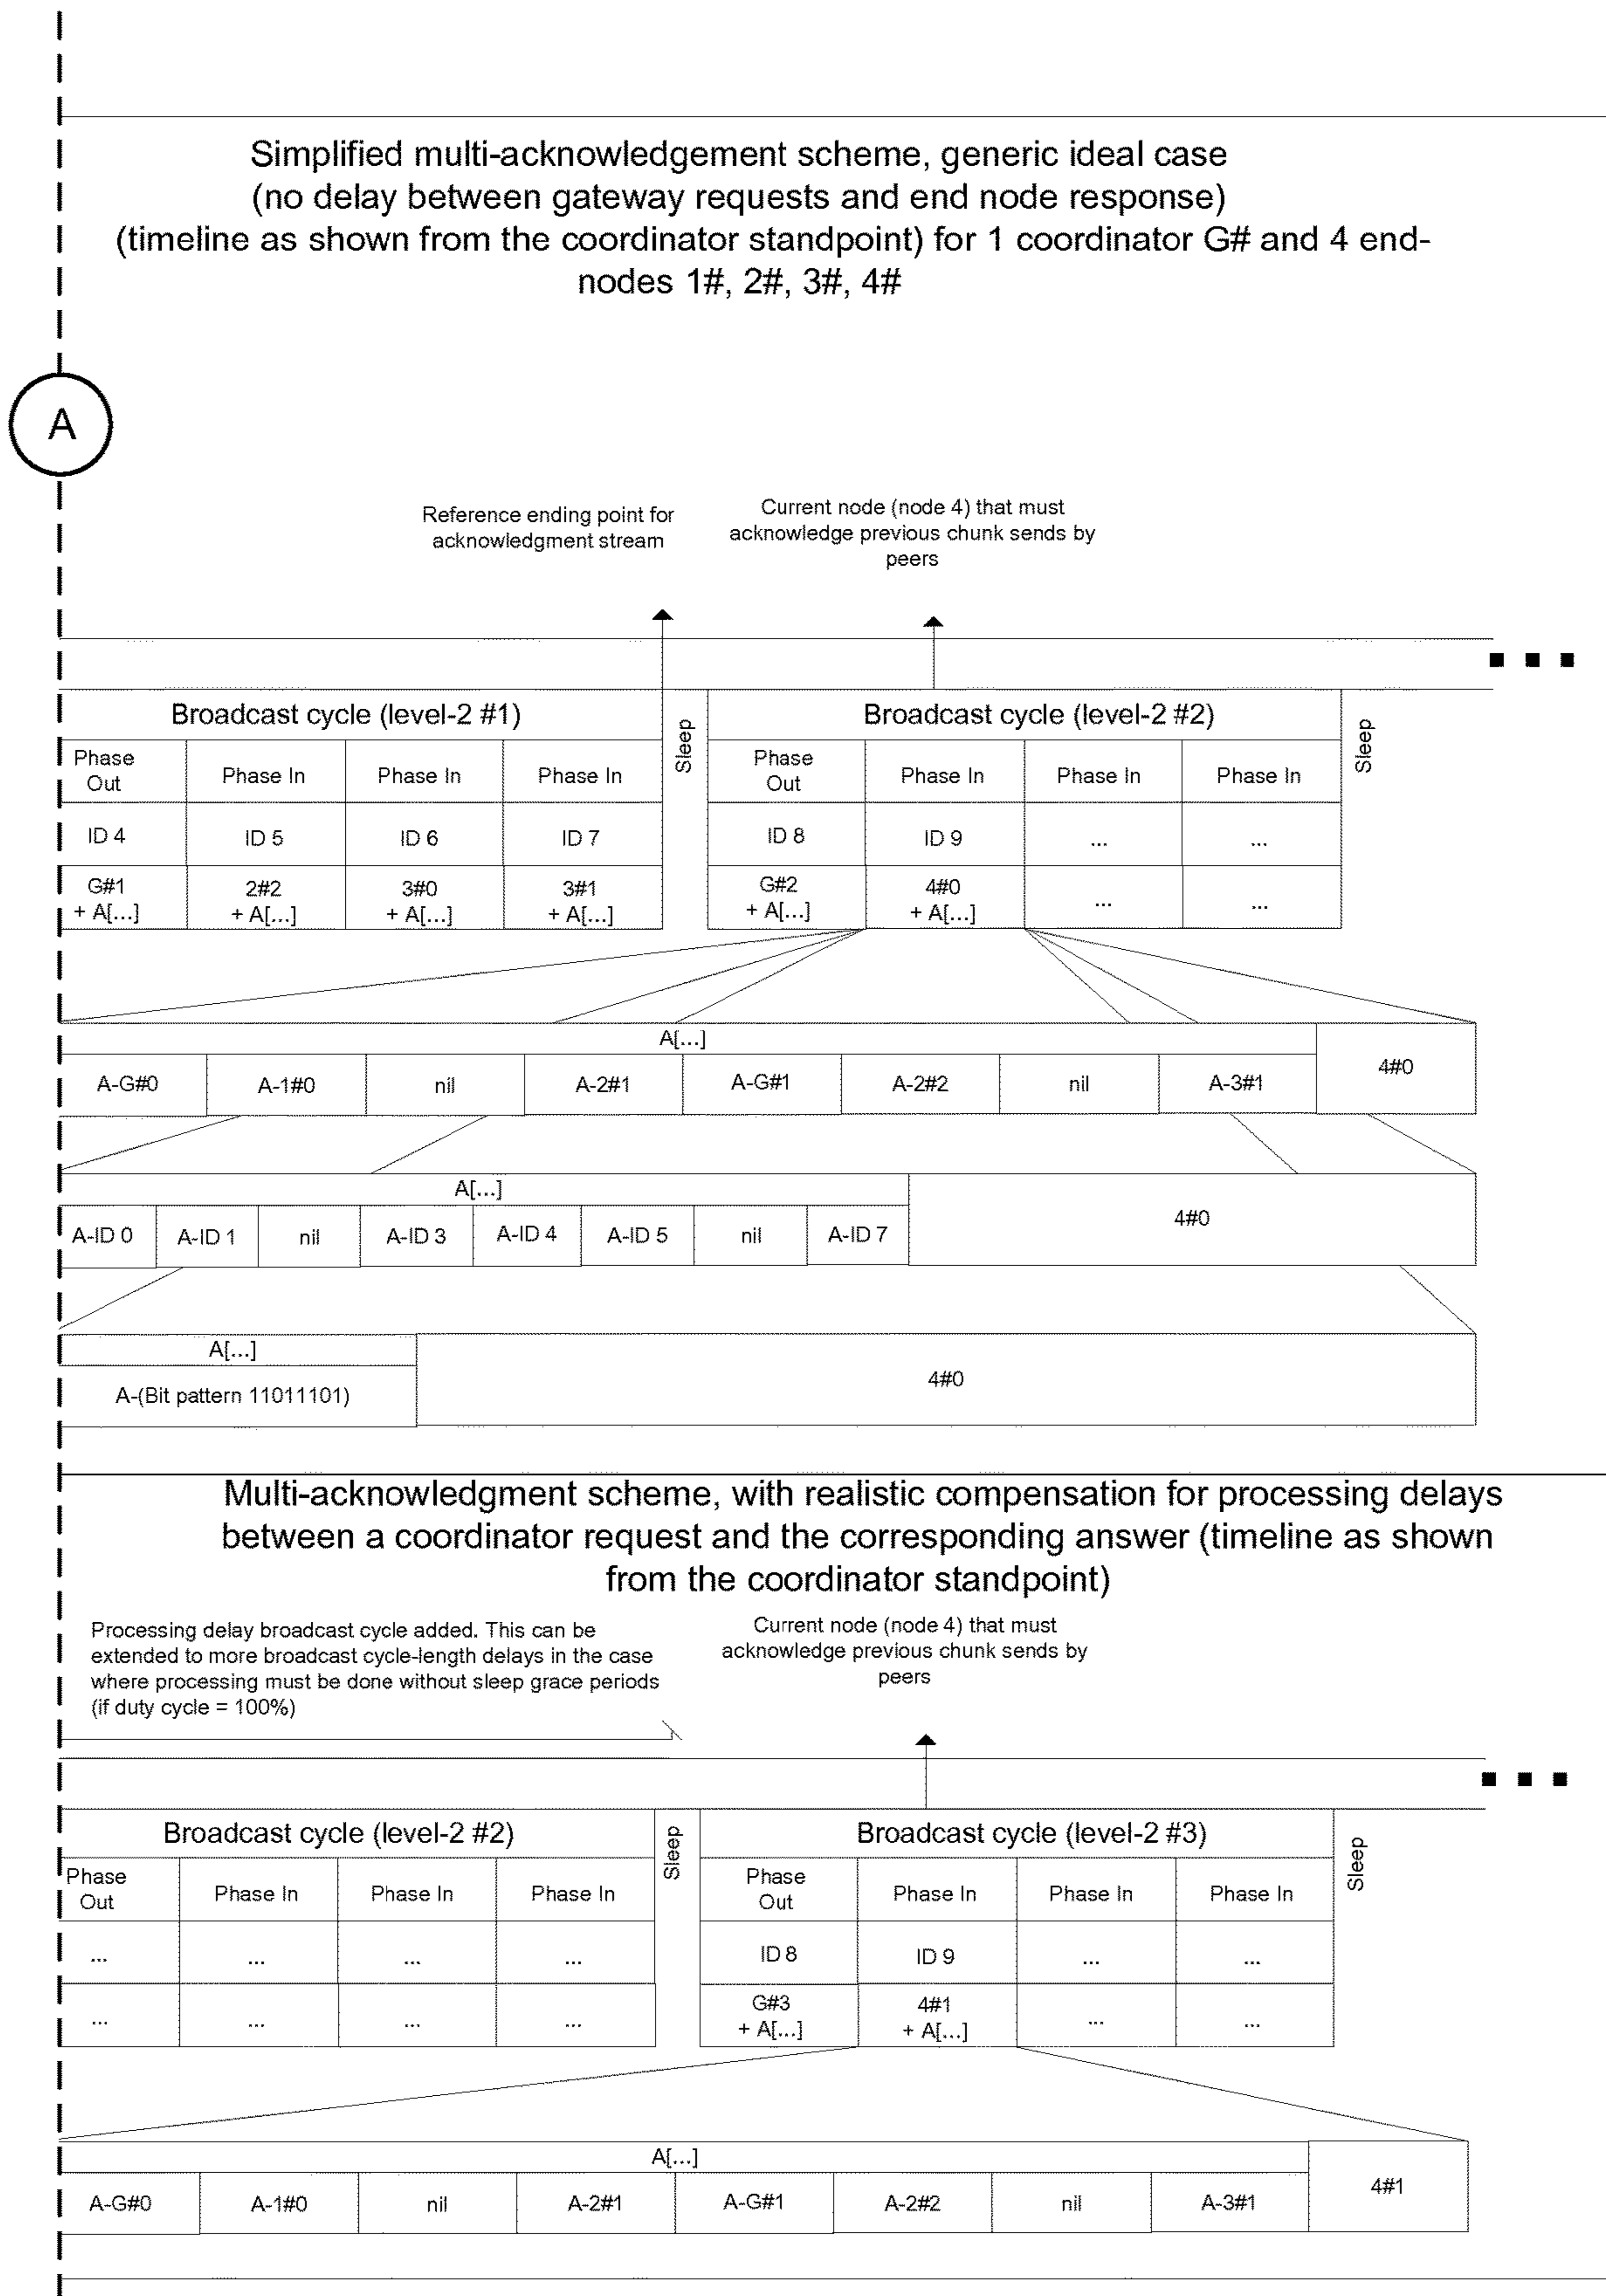 Simplified multi-acknowledgement scheme, generic ideal case
(no delay between gateway requests and end node response)
(timeline as shown from the coordinator standpoint) for 1 coordinator G# and 4 end-
nodes 1#, 2#, 3#, 4#
A
Reference ending point for
acknowledgment stream
Current node (node 4) that must
acknowledge previous chunk sends by
peers
Broadcast cycle (level-2 #1)
Sleep
Broadcast cycle (level-2 #2)
Sleep
Phase
Out
Phase In
Phase In
Phase In
Phase
Out
Phase In
Phase In
Phase In
ID 4
ID 5
ID 6
ID 7
ID 8
ID 9
...
...
G#1
+ A[...]
2#2
+ A[...]
3#0
+ A[...]
3#1
+ A[...]
G#2
+ A[...]
4#0
+ A[...]
...
...
A[...]
4#0
A-G#0
A-1#0
nil
A-2#1
A-G#1
A-2#2
nil
A-3#1
A[...]
4#0
A-ID 0
A-ID 1
nil
A-ID 3
A-ID 4
A-ID 5
nil
A-ID 7
A[...]
4#0
A-(Bit pattern 11011101)
Multi-acknowledgment scheme, with realistic compensation for processing delays
between a coordinator request and the corresponding answer (timeline as shown
from the coordinator standpoint)
Processing delay broadcast cycle added. This can be
extended to more broadcast cycle-length delays in the case
where processing must be done without sleep grace periods
(if duty cycle = 100%)
Current node (node 4) that must
acknowledge previous chunk sends by
peers
Broadcast cycle (level-2 #2)
Sleep
Broadcast cycle (level-2 #3)
Sleep
Phase
Out
Phase In
Phase In
Phase In
Phase
Out
Phase In
Phase In
Phase In
...
...
...
...
ID 8
ID 9
...
...
...
...
...
...
G#3
+ A[...]
4#1
+ A[...]
...
...
A[...]
4#1
A-G#0
A-1#0
nil
A-2#1
A-G#1
A-2#2
nil
A-3#1